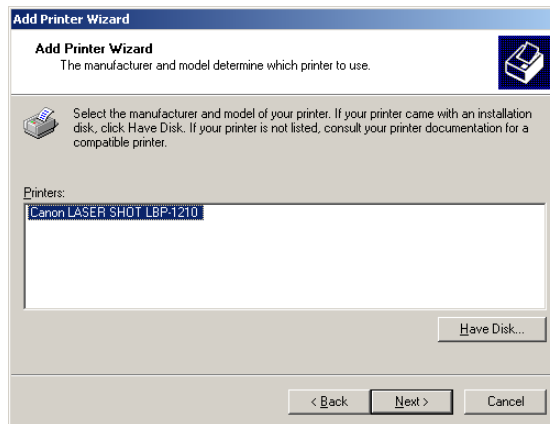 Add Printer Wizard
Add Printer Wizard
The manufacturer and model determine which printer to use.
Select the manufacturer and model of your printer. If your printer came with an installation
disk, click Have Disk. If your printer is not listed, consult your printer documentation for a
compatible printer.
Printers:
Canon LASER SHOT LBP-1210
Have Disk...
< Back
Next >
Cancel